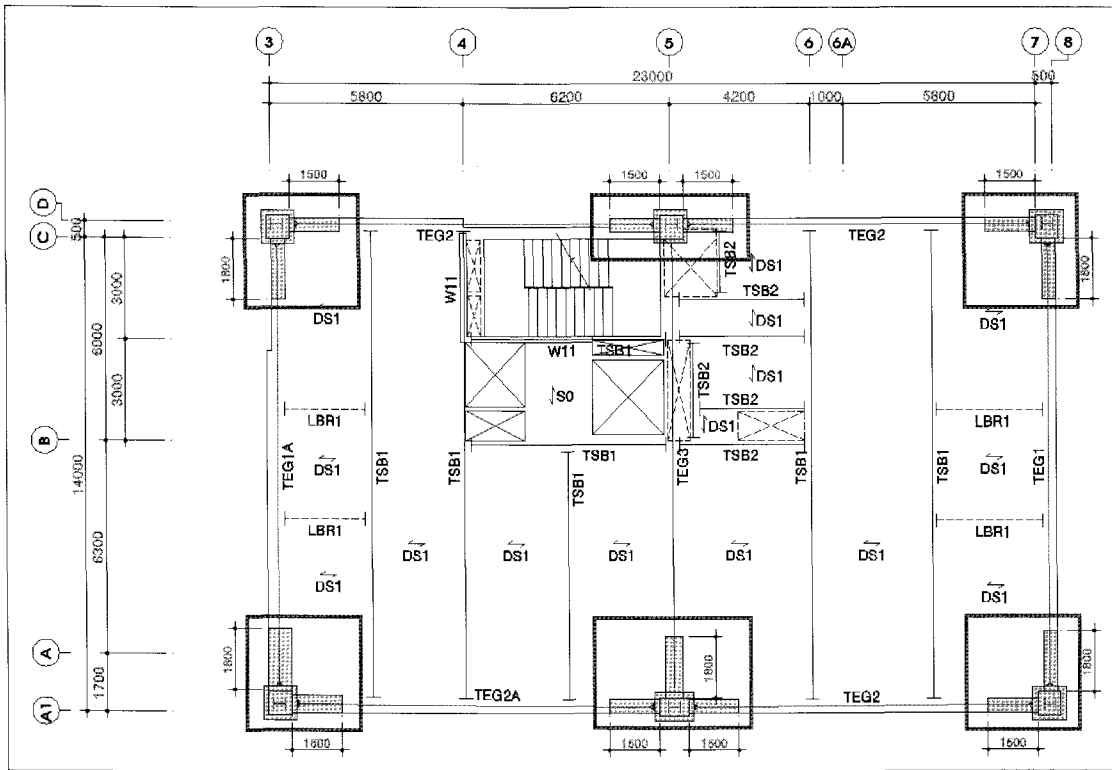 3 4 5 6 6A 7 8
23000 500
5800 6200 4200 1000 5800
1500 1500 1500 1500
D
500
C
TEG2 TEG2
1800 1800
3000
W11
TSB2
DS1
TSB2
DS1 DS1 DS1
6000
W11 TSB1 TSB2
3000
S0 TSB2 DS1
TSB2
LBR1 DS1 LBR1
B
TSB1 TSB2
14000
TEG1A DS1 TSB1 TSB1 TSB1 TEG3 TSB1 TSB1 DS1 TEG1
LBR1 LBR1
6300
DS1 DS1 DS1 DS1 DS1
DS1 DS1
A
1800 1800 1800
1700
TEG2A TEG2
A1
1500 1500 1500